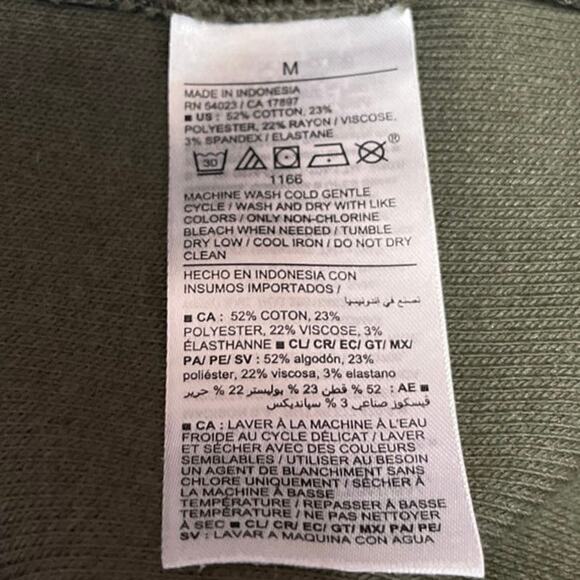 M
MADE IN INDONESIA
RN 54023 / CA 17897
■ US : 52% COTTON, 23%
POLYESTER, 22% RAYON / VISCOSE,
3% SPANDEX / ELASTANE
30
®
1166
MACHINE WASH COLD GENTLE
CYCLE / WASH AND DRY WITH LIKE
COLORS / ONLY NON-CHLORINE
BLEACH WHEN NEEDED / TUMBLE
DRY LOW / COOL IRON / DO NOT DRY
CLEAN
HECHO EN INDONESIA CON
INSUMOS IMPORTADOS /
تصنع في اندونيسيا
■ CA : 52% COTON, 23%
POLYESTER, 22% VISCOSE, 3%
ÉLASTHANNE ■ CL/ CR/ EC/ GT/ MX/
PA/ PE/ SV : 52% algodón, 23%
poliéster, 22% viscosa, 3% elastano
■ AE : 52 % قطن 23 % بوليستر 22 % حرير
فيسكوز صناعي 3 % سبانديكس
■ CA : LAVER À LA MACHINE À L'EAU
FROIDE AU CYCLE DÉLICAT / LAVER
ET SÉCHER AVEC DES COULEURS
SEMBLABLES / UTILISER AU BESOIN
UN AGENT DE BLANCHIMENT SANS
CHLORE UNIQUEMENT / SÉCHER À
LA MACHINE À BASSE
TEMPÉRATURE / REPASSER À BASSE
TEMPÉRATURE / NE PAS NETTOYER
À SEC ■ CL/ CR/ EC/ GT/ MX/ PA/ PE/
SV : LAVAR A MAQUINA CON AGUA